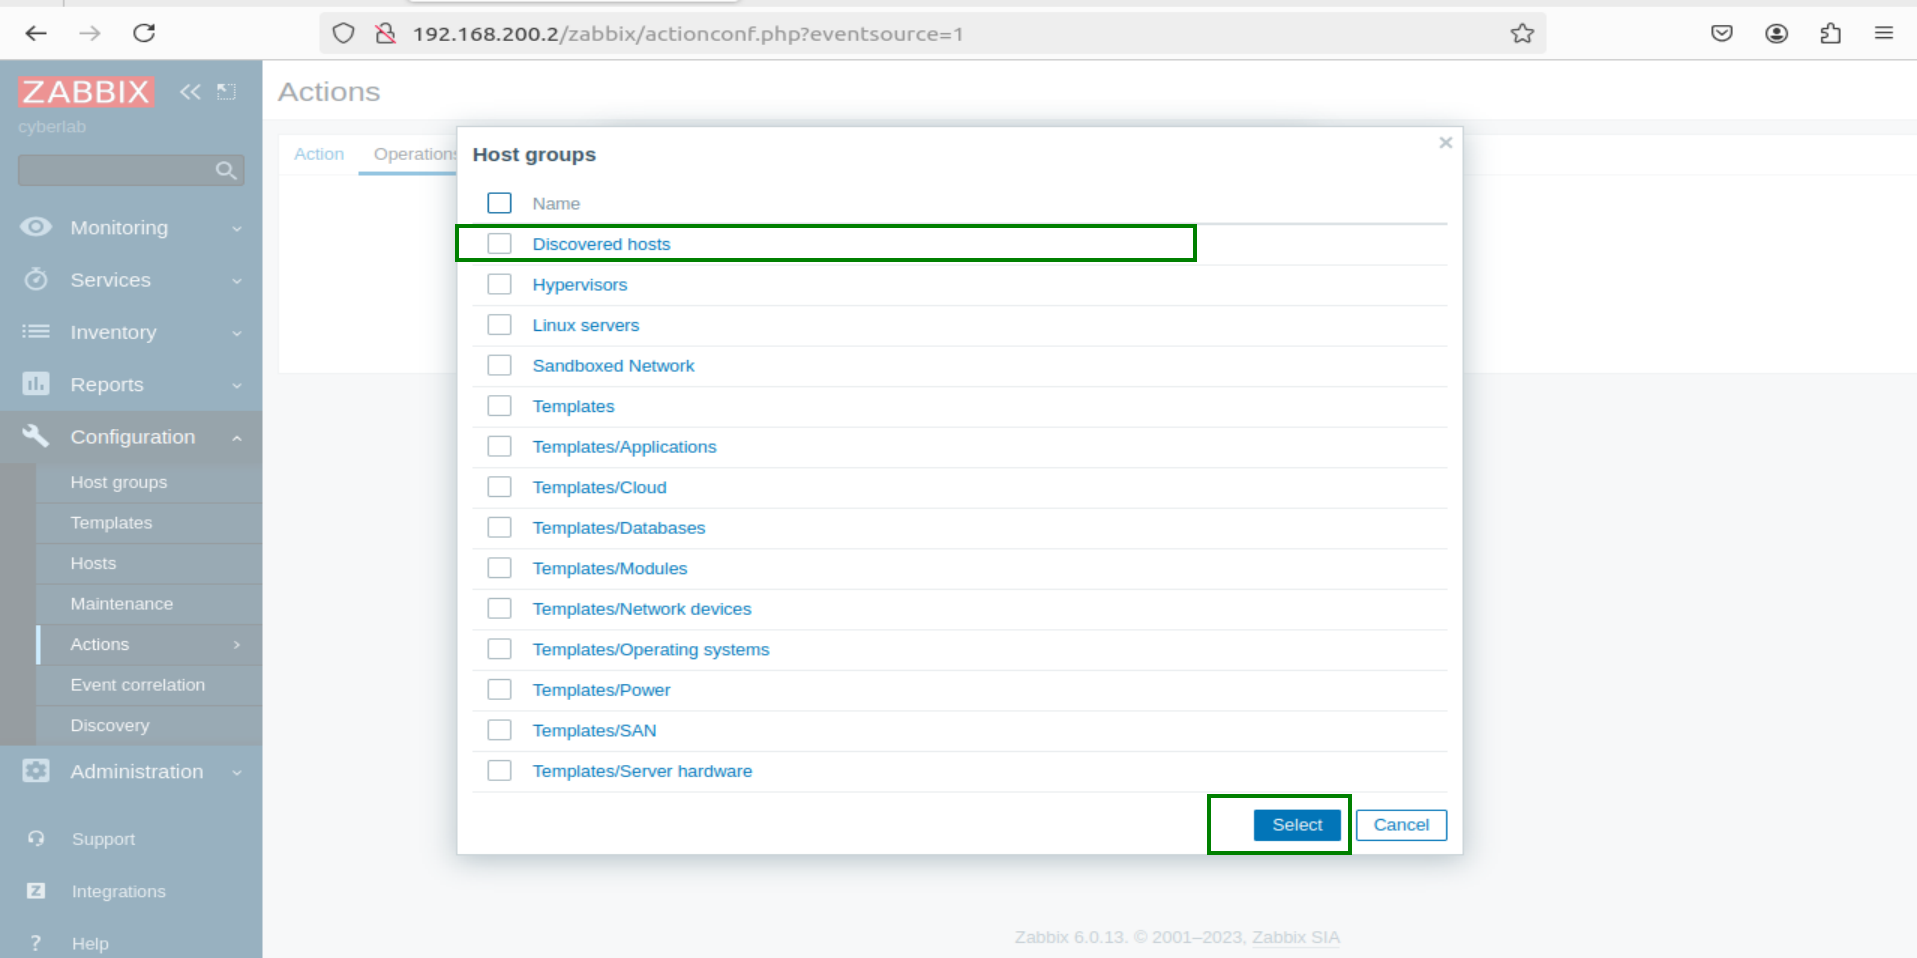 192.168.200.2/zabbix/actionconf.php?eventsource=1
ZABBIX
cyberlab
Monitoring
Services
Inventory
Reports
Configuration
Host groups
Templates
Hosts
Maintenance
Actions
Event correlation
Discovery
Administration
Support
Integrations
Help
Actions
Action Operations
Host groups
Name
Discovered hosts
Hypervisors
Linux servers
Sandboxed Network
Templates
Templates/Applications
Templates/Cloud
Templates/Databases
Templates/Modules
Templates/Network devices
Templates/Operating systems
Templates/Power
Templates/SAN
Templates/Server hardware
Select Cancel
Zabbix 6.0.13. © 2001–2023, Zabbix SIA